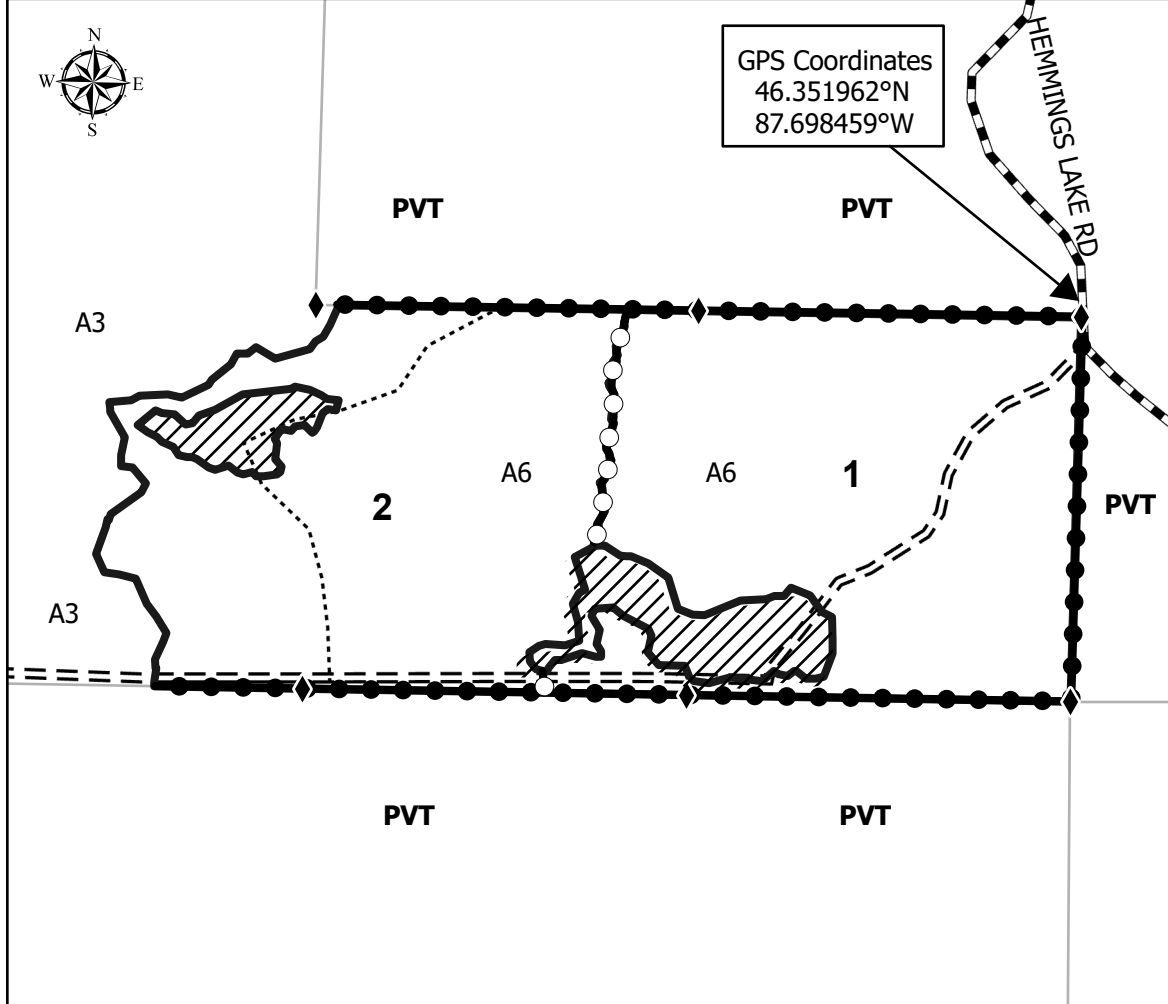 N
W E
S
GPS Coordinates
46.351962°N
87.698459°W
HEMMINGS LAKE RD
PVT
PVT
A3
A6
A6
1
2
PVT
A3
PVT
PVT